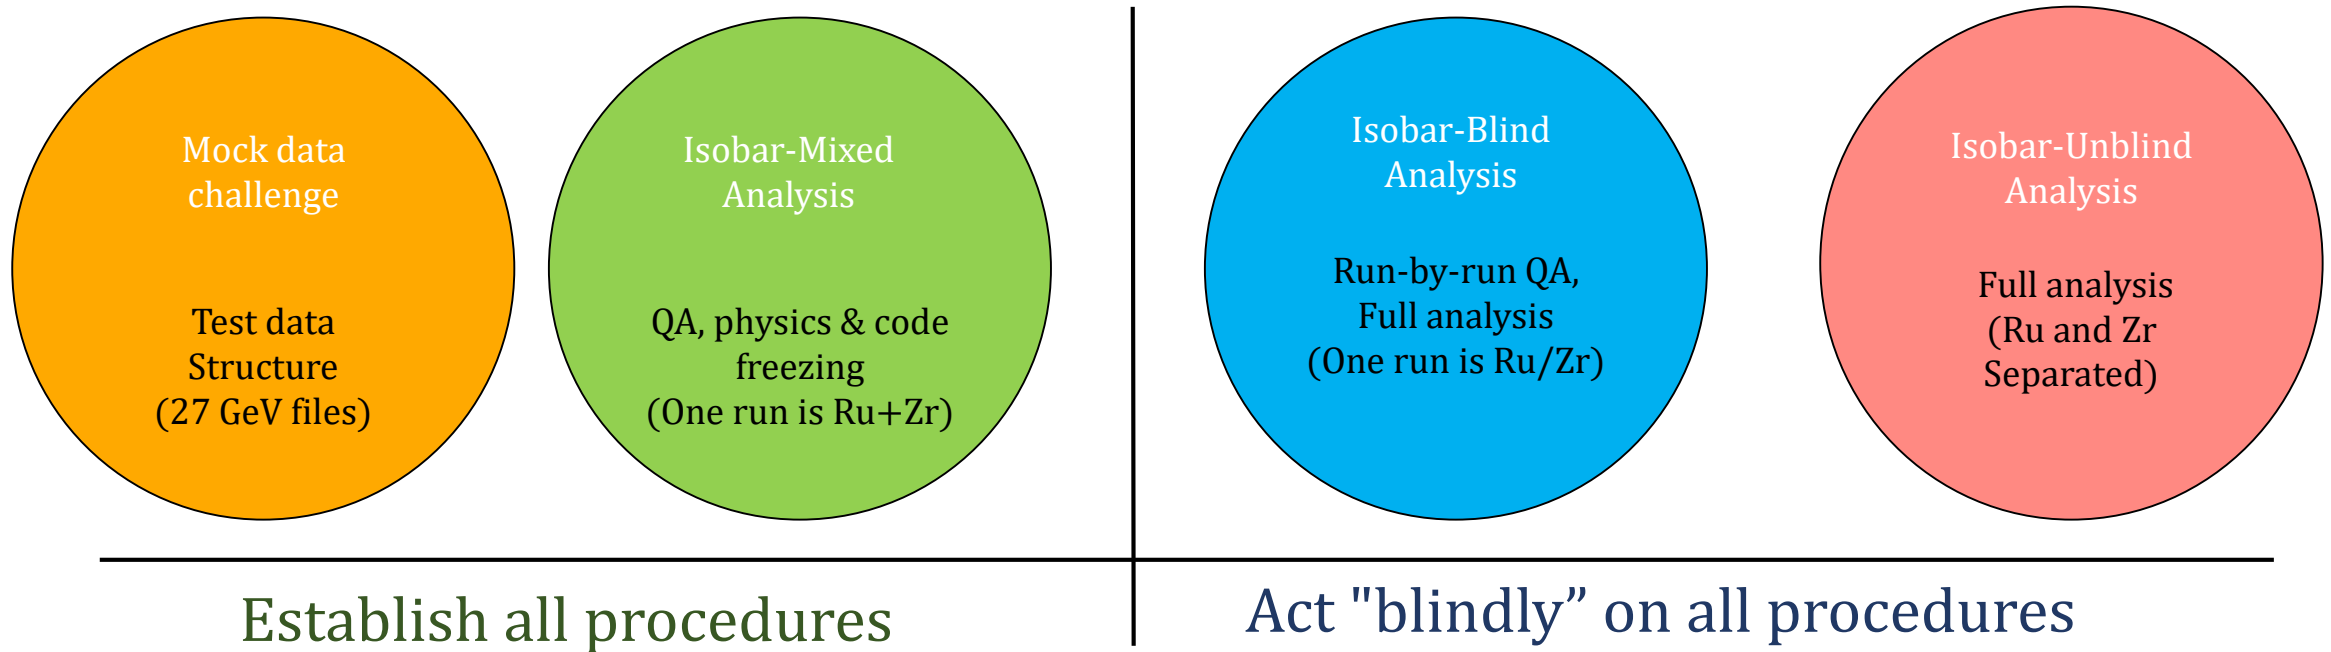 Mock data
challenge
Test data
Structure
(27 GeV files)
Isobar-Mixed
Analysis
QA, physics & code
freezing
(One run is Ru+Zr)
Isobar-Blind
Analysis
Run-by-run QA,
Full analysis
(One run is Ru/Zr)
Isobar-Unblind
Analysis
Full analysis
(Ru and Zr
Separated)
Establish all procedures
Act "blindly” on all procedures